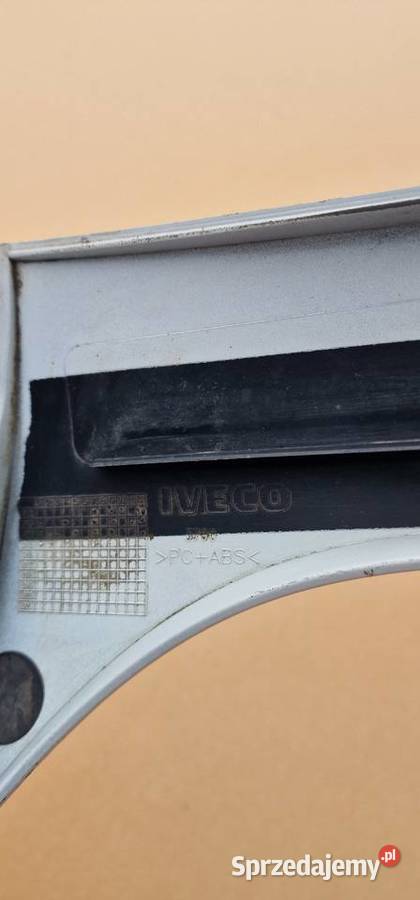 IVECO
>PC+ABS<
Sprzedajemy.pl